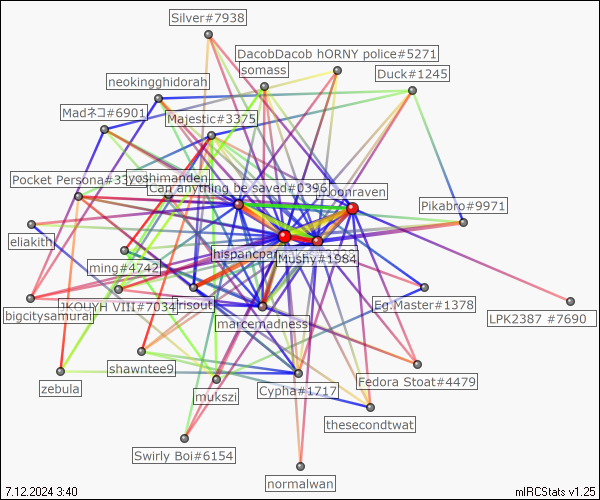 Silver#7938
DacobDacob hORNY police#5271
somass
Duck#1245
neokingghidorah
Madネコ#6901
Majestic#3375
Pocket Persona#33
yoshimanden
Can anything be saved#0396
moonraven
Pikabro#9971
eliakith
hispancpa
Mushy#1984
ming#4742
bigcitysamurai
JKOUYH VIII#7034
risout
Eg.Master#1378
LPK2387 #7690
marcemadness
shawntee9
zebula
mukszi
Cypha#1717
Fedora Stoat#4479
thesecondtwat
Swirly Boi#6154
normalwan
7.12.2024 3:40
mIRCStats v1.25